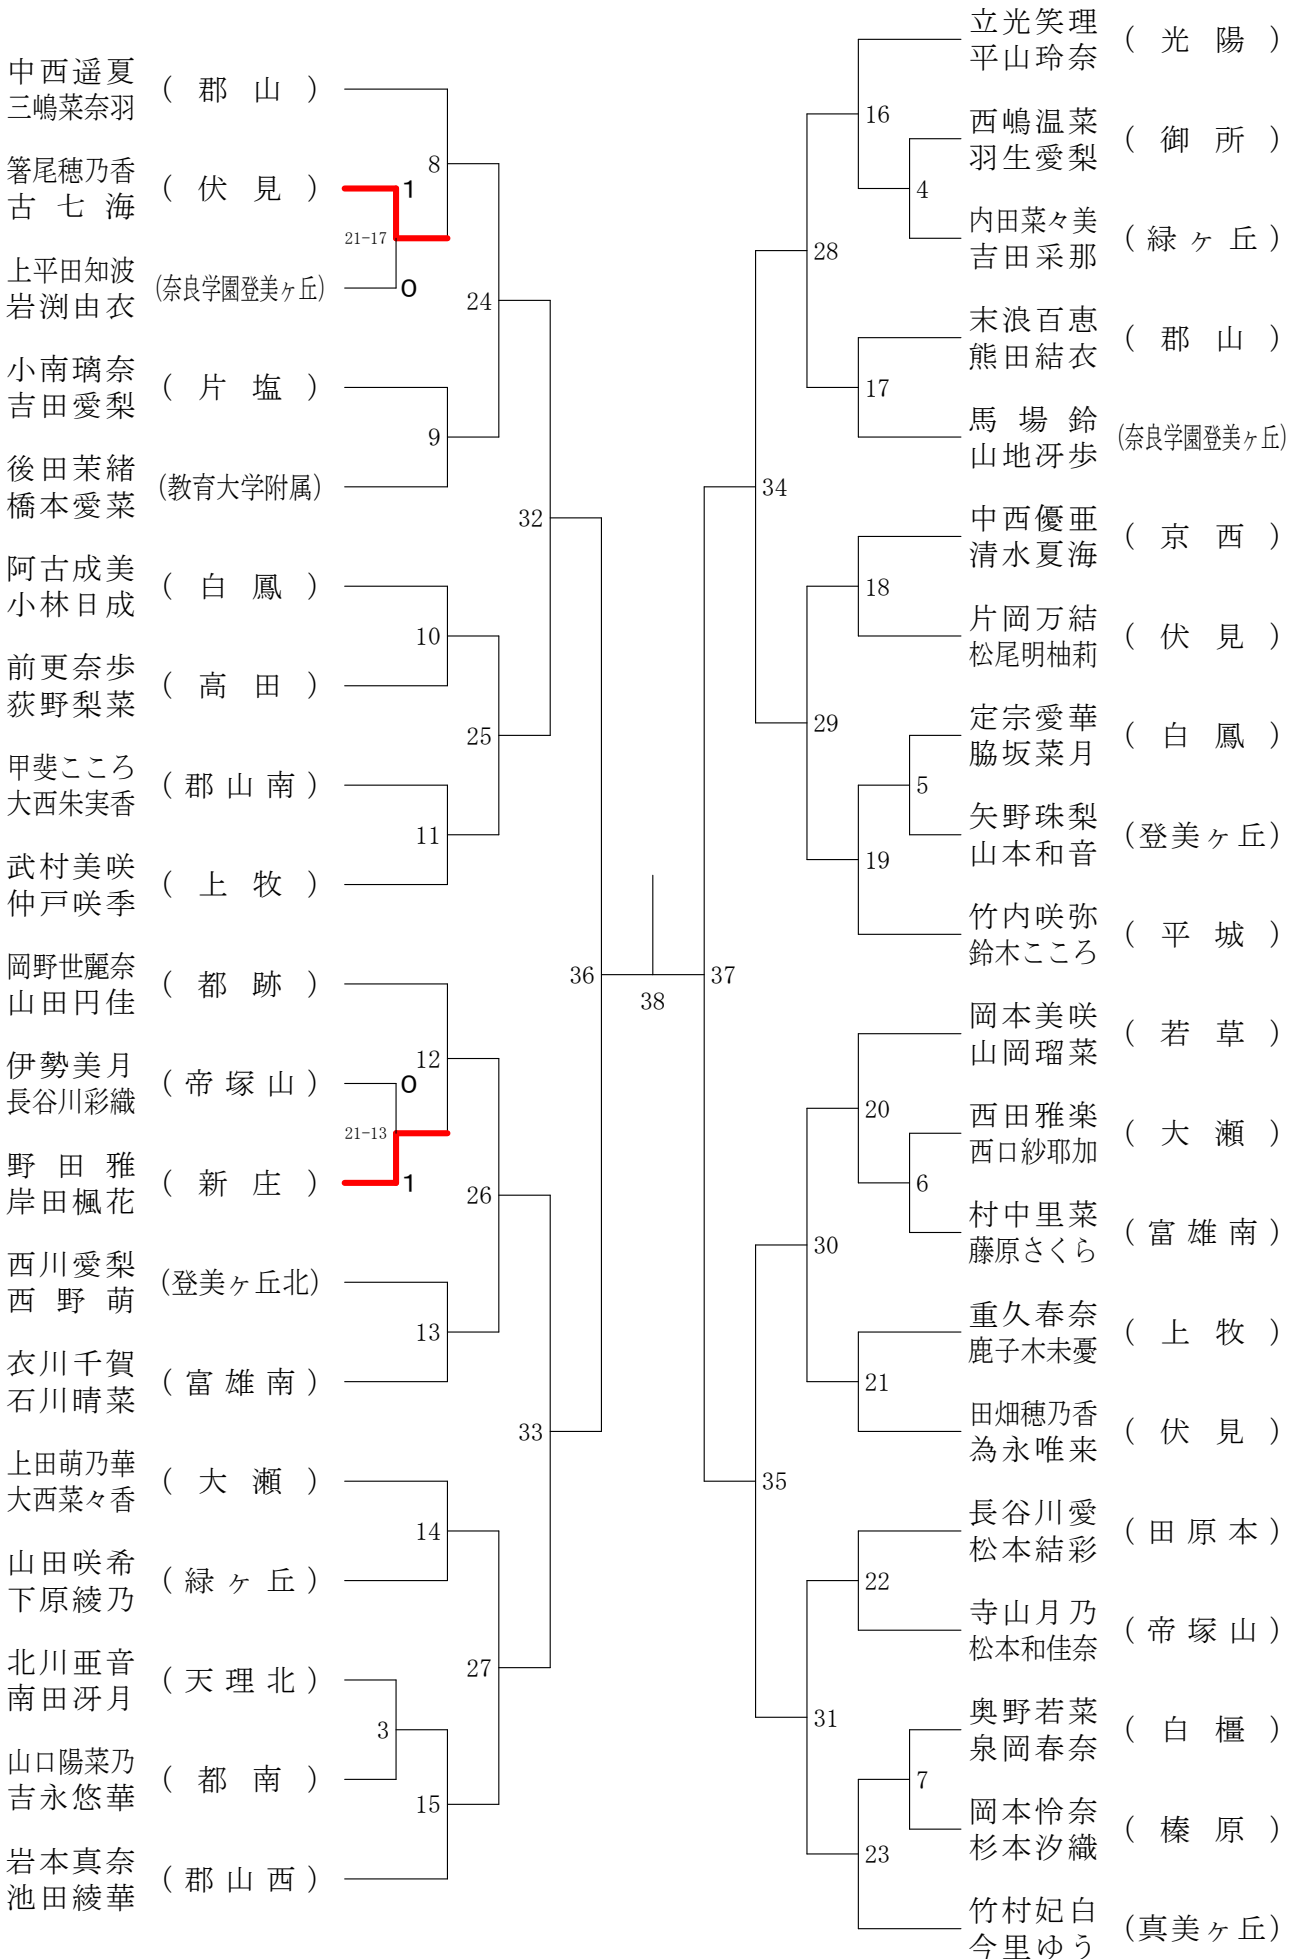 中西遥夏
三嶋菜奈羽
(郡山)
箸尾穂乃香
古七海
(伏見)
1
21-17
上平田知波
岩渕由衣
(奈良学園登美ヶ丘)
0
8
小南璃奈
吉田愛梨
(片塩)
後田茉緒
橋本愛菜
(教育大学附属)
9
24
阿古成美
小林日成
(白鳳)
前更奈歩
荻野梨菜
(高田)
10
甲斐こころ
大西朱実香
(郡山南)
武村美咲
仲戸咲季
(上牧)
11
25
32
岡野世麗奈
山田円佳
(都跡)
伊勢美月
長谷川彩織
(帝塚山)
0
21-13
野田雅
岸田楓花
(新庄)
1
12
西川愛梨
西野萌
(登美ヶ丘北)
衣川千賀
石川晴菜
(富雄南)
13
26
上田萌乃華
大西菜々香
(大瀬)
山田咲希
下原綾乃
(緑ヶ丘)
14
北川亜音
南田冴月
(天理北)
山口陽菜乃
吉永悠華
(都南)
3
岩本真奈
池田綾華
(郡山西)
15
27
33
36
38
37
立光笑理
平山玲奈
(光陽)
西嶋温菜
羽生愛梨
(御所)
内田菜々美
吉田采那
(緑ヶ丘)
4
16
末浪百恵
熊田結衣
(郡山)
馬場鈴
山地冴歩
(奈良学園登美ヶ丘)
17
28
中西優亜
清水夏海
(京西)
片岡万結
松尾明柚莉
(伏見)
18
定宗愛華
脇坂菜月
(白鳳)
矢野珠梨
山本和音
(登美ヶ丘)
5
竹内咲弥
鈴木こころ
(平城)
19
29
34
岡本美咲
山岡瑠菜
(若草)
西田雅楽
西口紗耶加
(大瀬)
村中里菜
藤原さくら
(富雄南)
6
20
重久春奈
鹿子木未憂
(上牧)
田畑穂乃香
為永唯来
(伏見)
21
30
長谷川愛
松本結彩
(田原本)
寺山月乃
松本和佳奈
(帝塚山)
22
奥野若菜
泉岡春奈
(白橿)
岡本怜奈
杉本汐織
(榛原)
7
竹村妃白
今里ゆう
(真美ヶ丘)
23
31
35